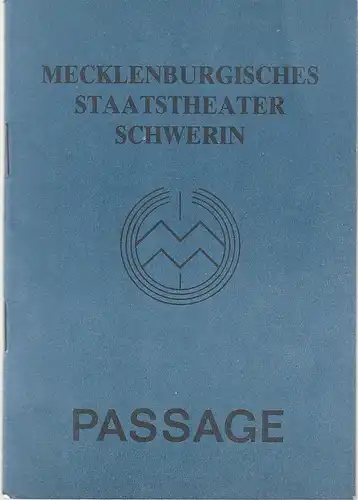 MECKLENBURGISCHES
STAATSTHEATER
SCHWERIN
PASSAGE